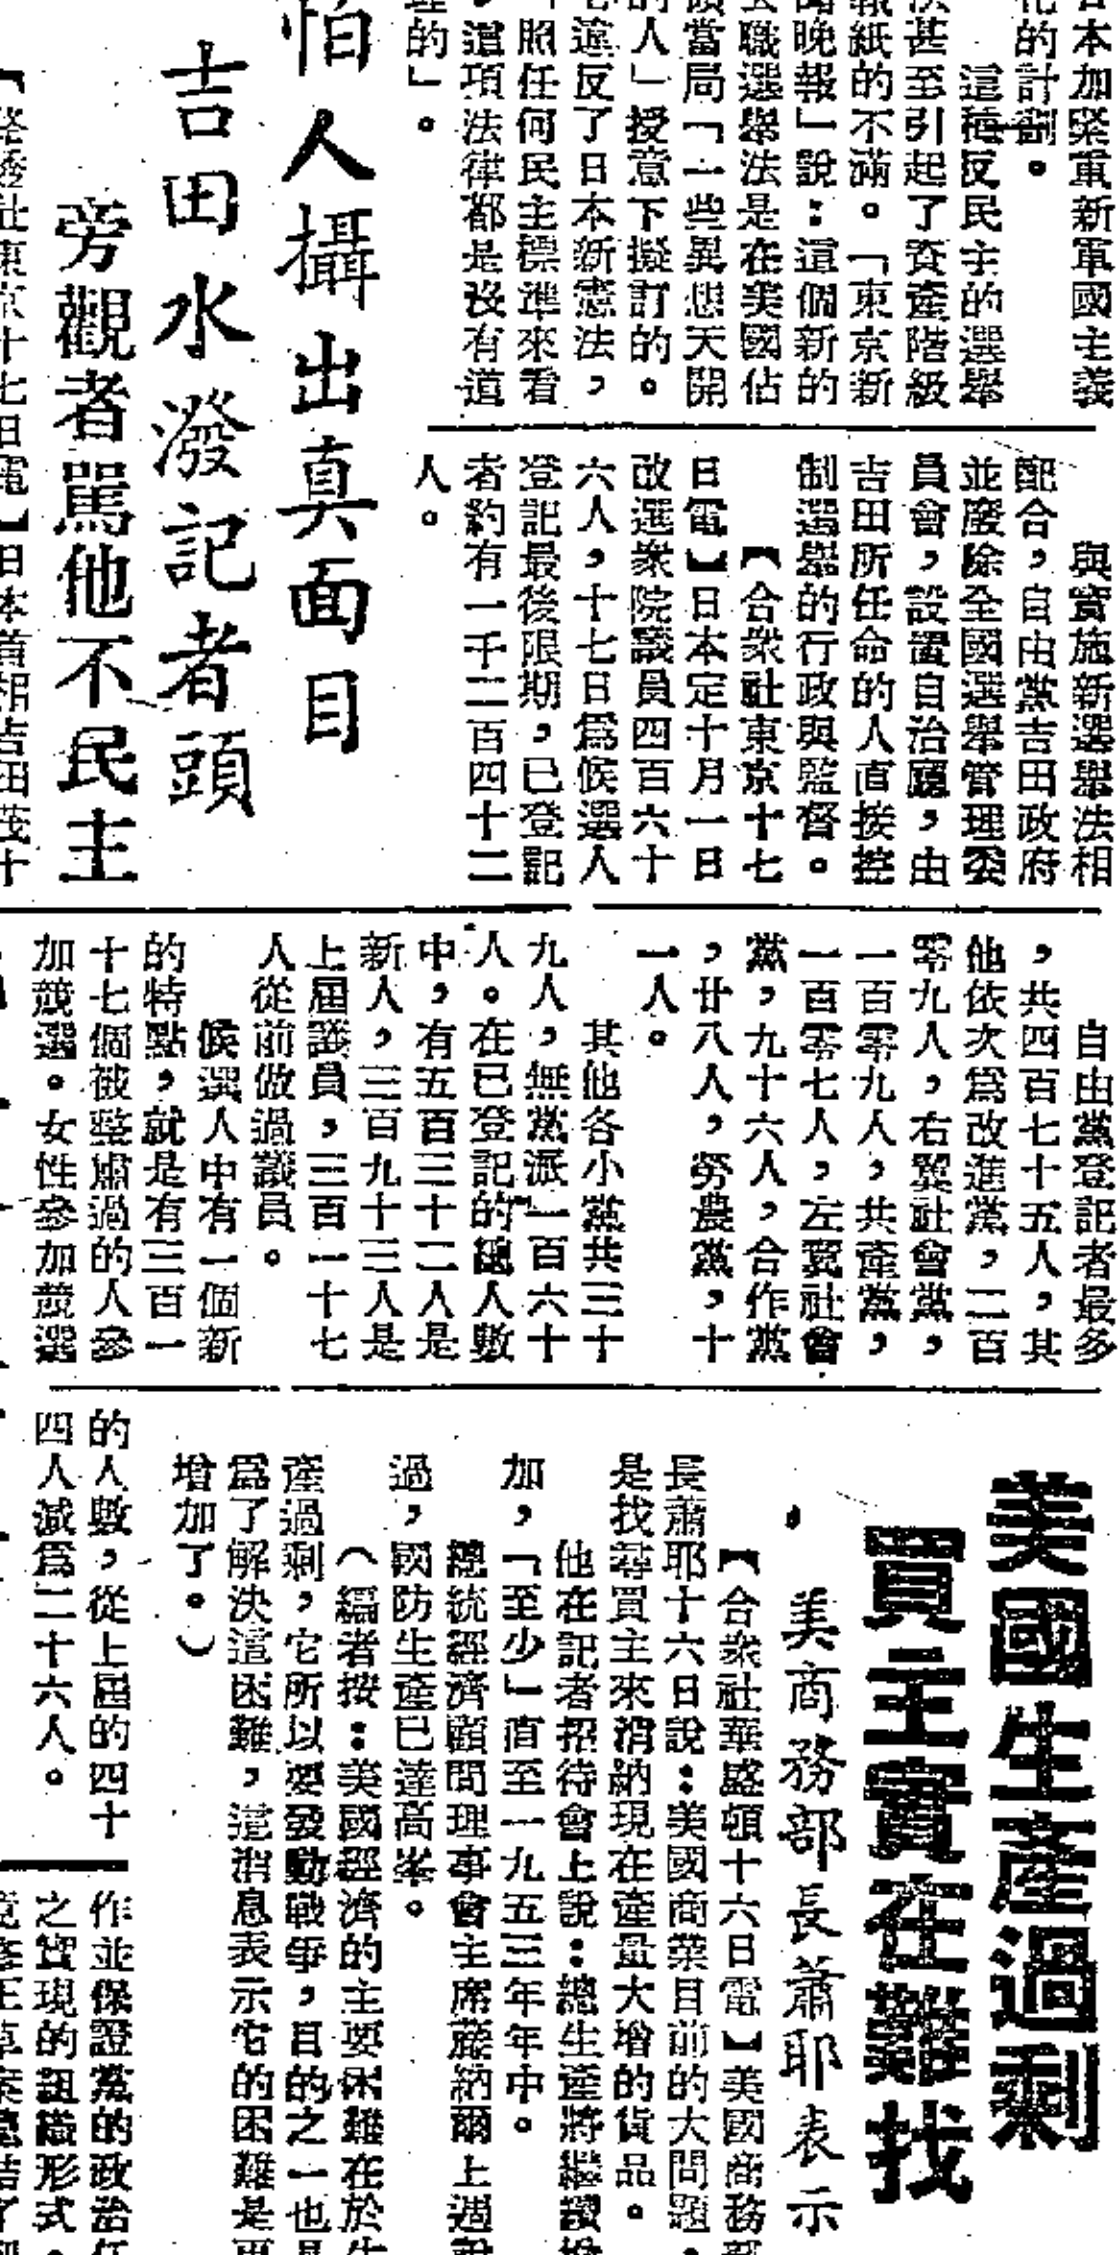 日本加緊重新軍國主義
化的計劃。
這種反民主的選舉
法甚至引起了資產階級
報紙的不滿。「東京新
聞晚報」說：這個新的
公職選舉法是在美國佔
領當局「一些異想天開
的人」授意下擬訂的。
它違反了日本新憲法，
照任何民主標準來看
，這項法律都是沒有道
理的」。
與實施新選舉法相
配合，自由黨吉田政府
並廢除全國選舉管理委
員會，設置自治廳，由
吉田所任命的人直接控
制選舉的行政與監督。
【合衆社東京十七
日電】日本定十月一日
改選衆院議員四百六十
六人，十七日爲候選人
登記最後限期，已登記
者約有一千二百四十二
人。
自由黨登記者最多
，共四百七十五人，其
他依次爲改進黨，二百
零九人，右翼社會黨，
一百零九人，共產黨，
一百零七人，左翼社會
黨，九十六人，合作黨
，廿八人，勞農黨，十
一人。
其他各小黨共三十
九人，無黨派一百六十
人。在已登記的總人數
中，有五百三十二人是
新人，三百九十三人是
上屆議員，三百一十七
人從前做過議員。
候選人中有一個新
的特點，就是有三百一
十七個被整肅過的人參
加競選。女性參加競選
的人數，從上屆的四十
四人減爲二十六人。
怕人攝出真面目
吉田水潑記者頭
旁觀者罵他不民主
【路透社東京十七日電】日本首相吉田茂十
美國生產過剩
買主實在難找
美商務部長蕭耶表示
【合衆社華盛頓十六日電】美國商務部
長蕭耶十六日說：美國商業目前的大問題，
是找尋買主來消納現在產量大增的貨品。
他在記者招待會上說：總生產將繼續增
加，「至少」直至一九五三年年中。
總統經濟顧問理事會主席藤納爾上週說
過，國防生產已達高峯。
（編者按：美國經濟的主要困難在於生
產過剩，它所以要發動戰爭，目的之一也是
爲了解決這困難，這消息表示它的困難是更
增加了。）
作並保證黨的政治任
之實現的組織形式。